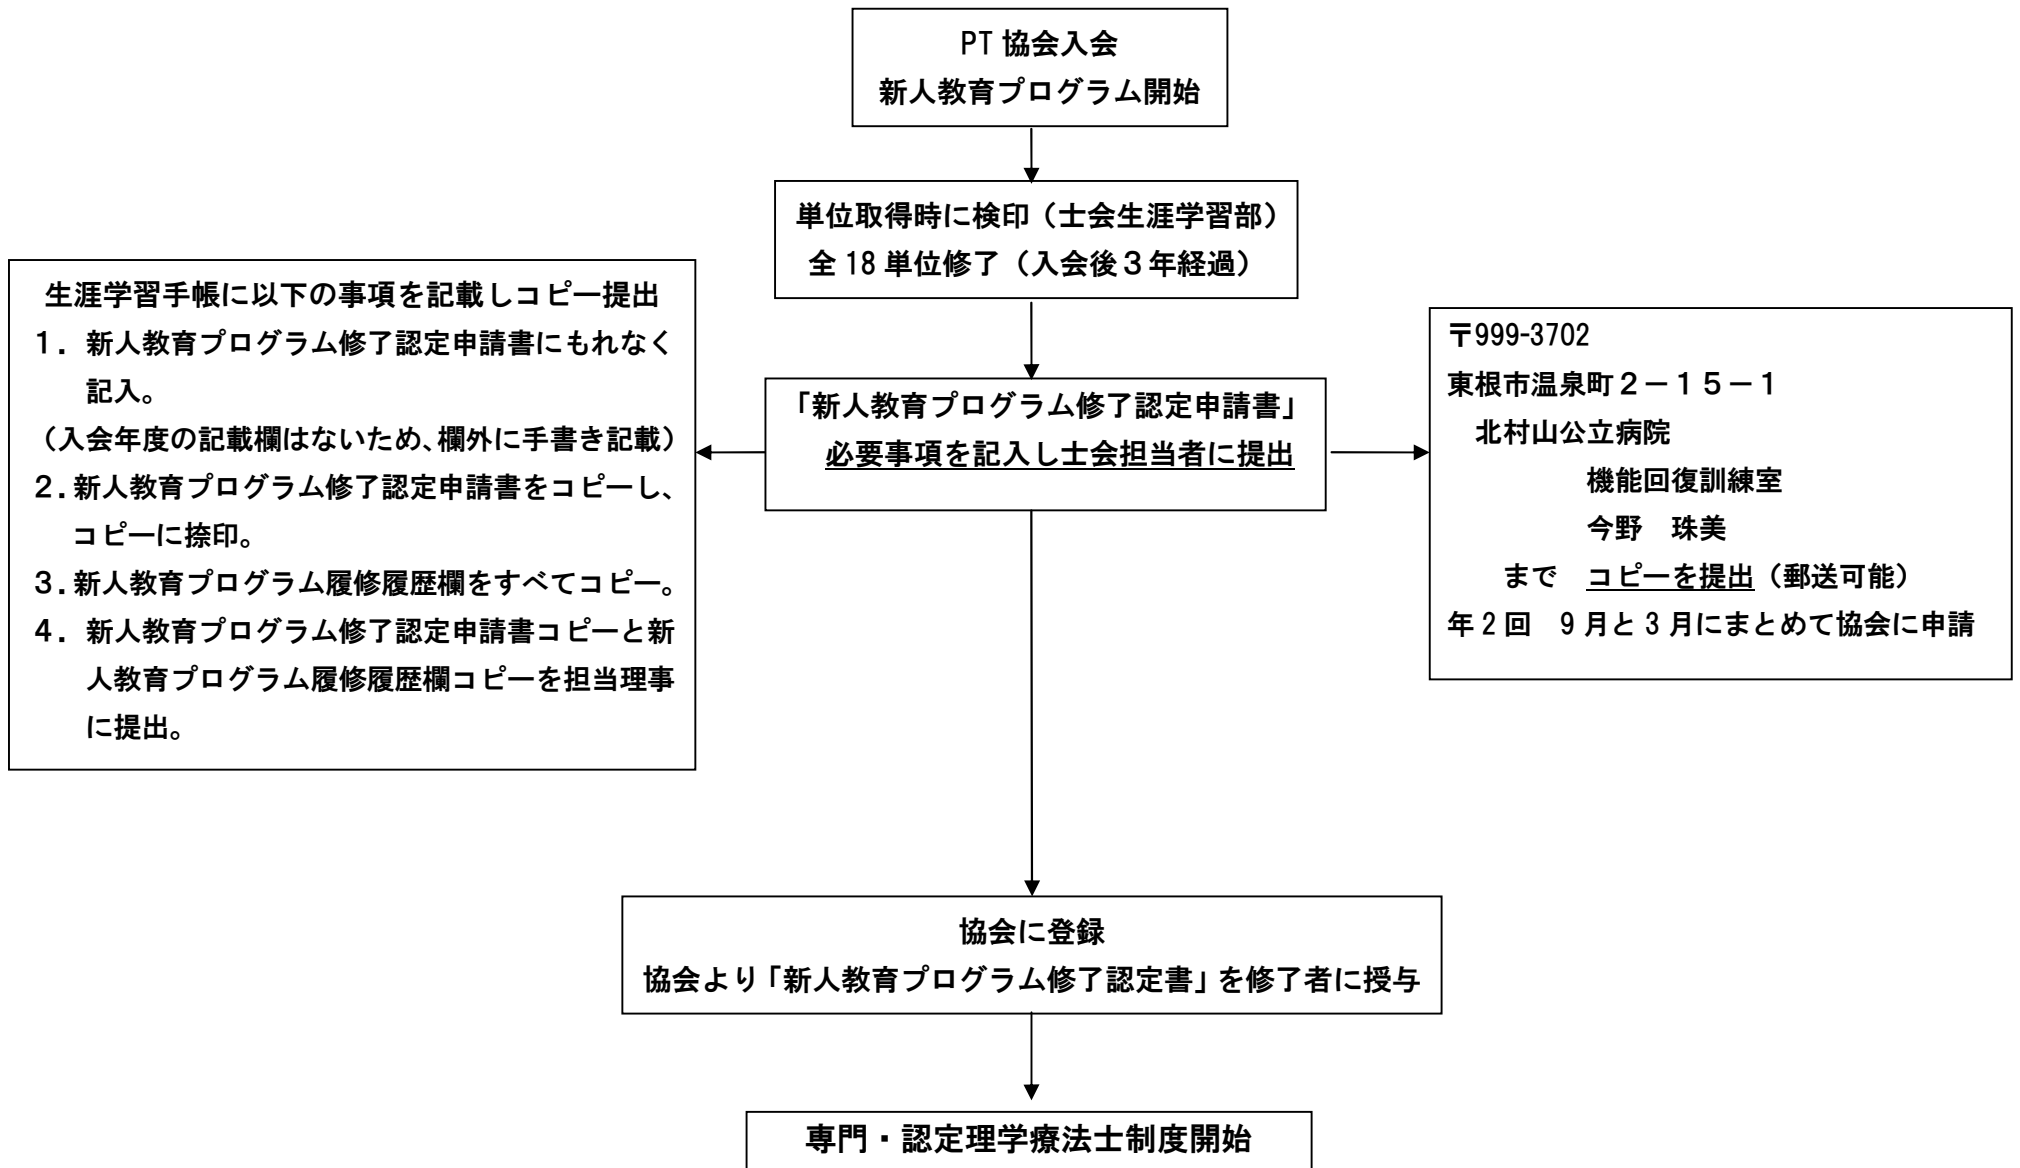 PT 協会入会
新人教育プログラム開始
単位取得時に検印（士会生涯学習部）
全 18 単位修了（入会後３年経過）
生涯学習手帳に以下の事項を記載しコピー提出
１．新人教育プログラム修了認定申請書にもれなく
記入。
（入会年度の記載欄はないため、欄外に手書き記載）
２．新人教育プログラム修了認定申請書をコピーし、
コピーに捺印。
３．新人教育プログラム履修履歴欄をすべてコピー。
４．新人教育プログラム修了認定申請書コピーと新
人教育プログラム履修履歴欄コピーを担当理事
に提出。
「新人教育プログラム修了認定申請書」
必要事項を記入し士会担当者に提出
〒999-3702
東根市温泉町２－１５－１
北村山公立病院
機能回復訓練室
今野　珠美
まで　コピーを提出（郵送可能）
年 2 回　9 月と 3 月にまとめて協会に申請
協会に登録
協会より「新人教育プログラム修了認定書」を修了者に授与
専門・認定理学療法士制度開始